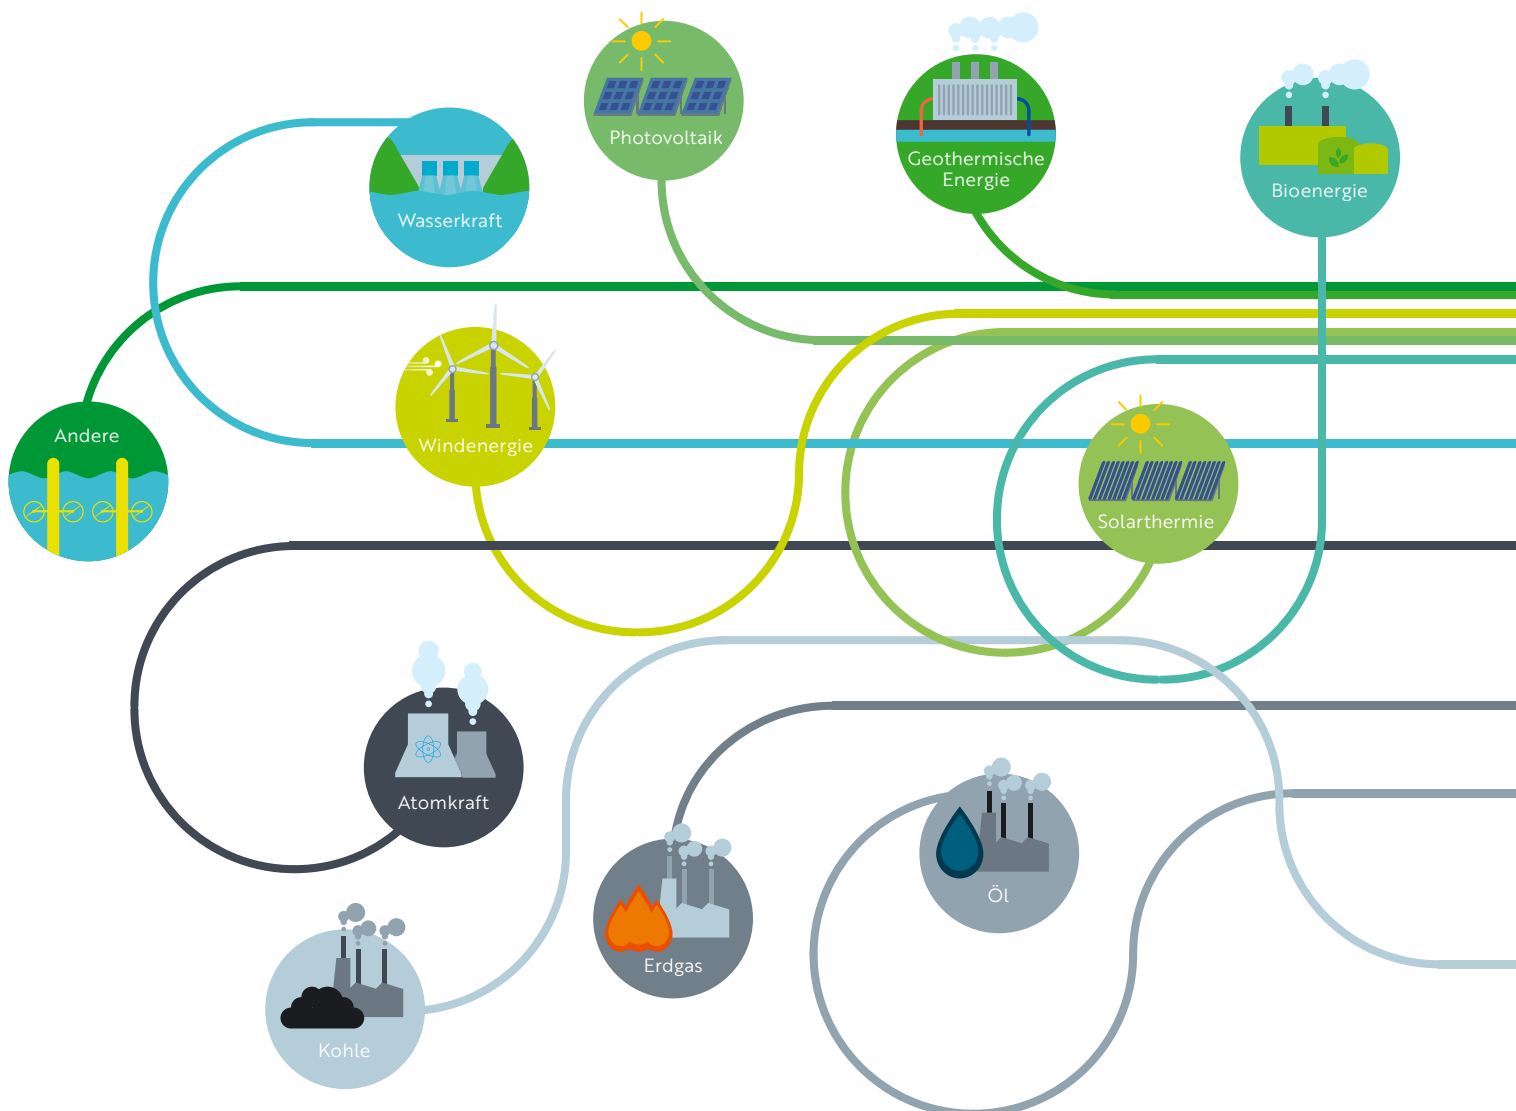 Photovoltaik
Geothermische
Energie
Bioenergie
Wasserkraft
Andere
Windenergie
Solarthermie
Atomkraft
Öl
Erdgas
Kohle